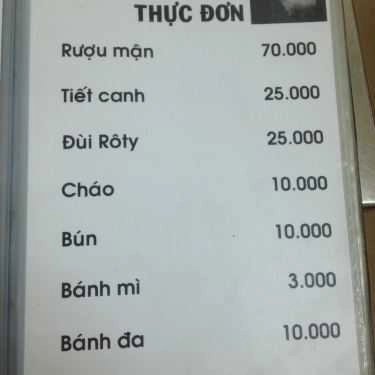 THỰC ĐƠN
Rượu mận 70.000
Tiết canh 25.000
Đùi Rôty 25.000
Cháo 10.000
Bún 10.000
Bánh mì 3.000
Bánh đa 10.000